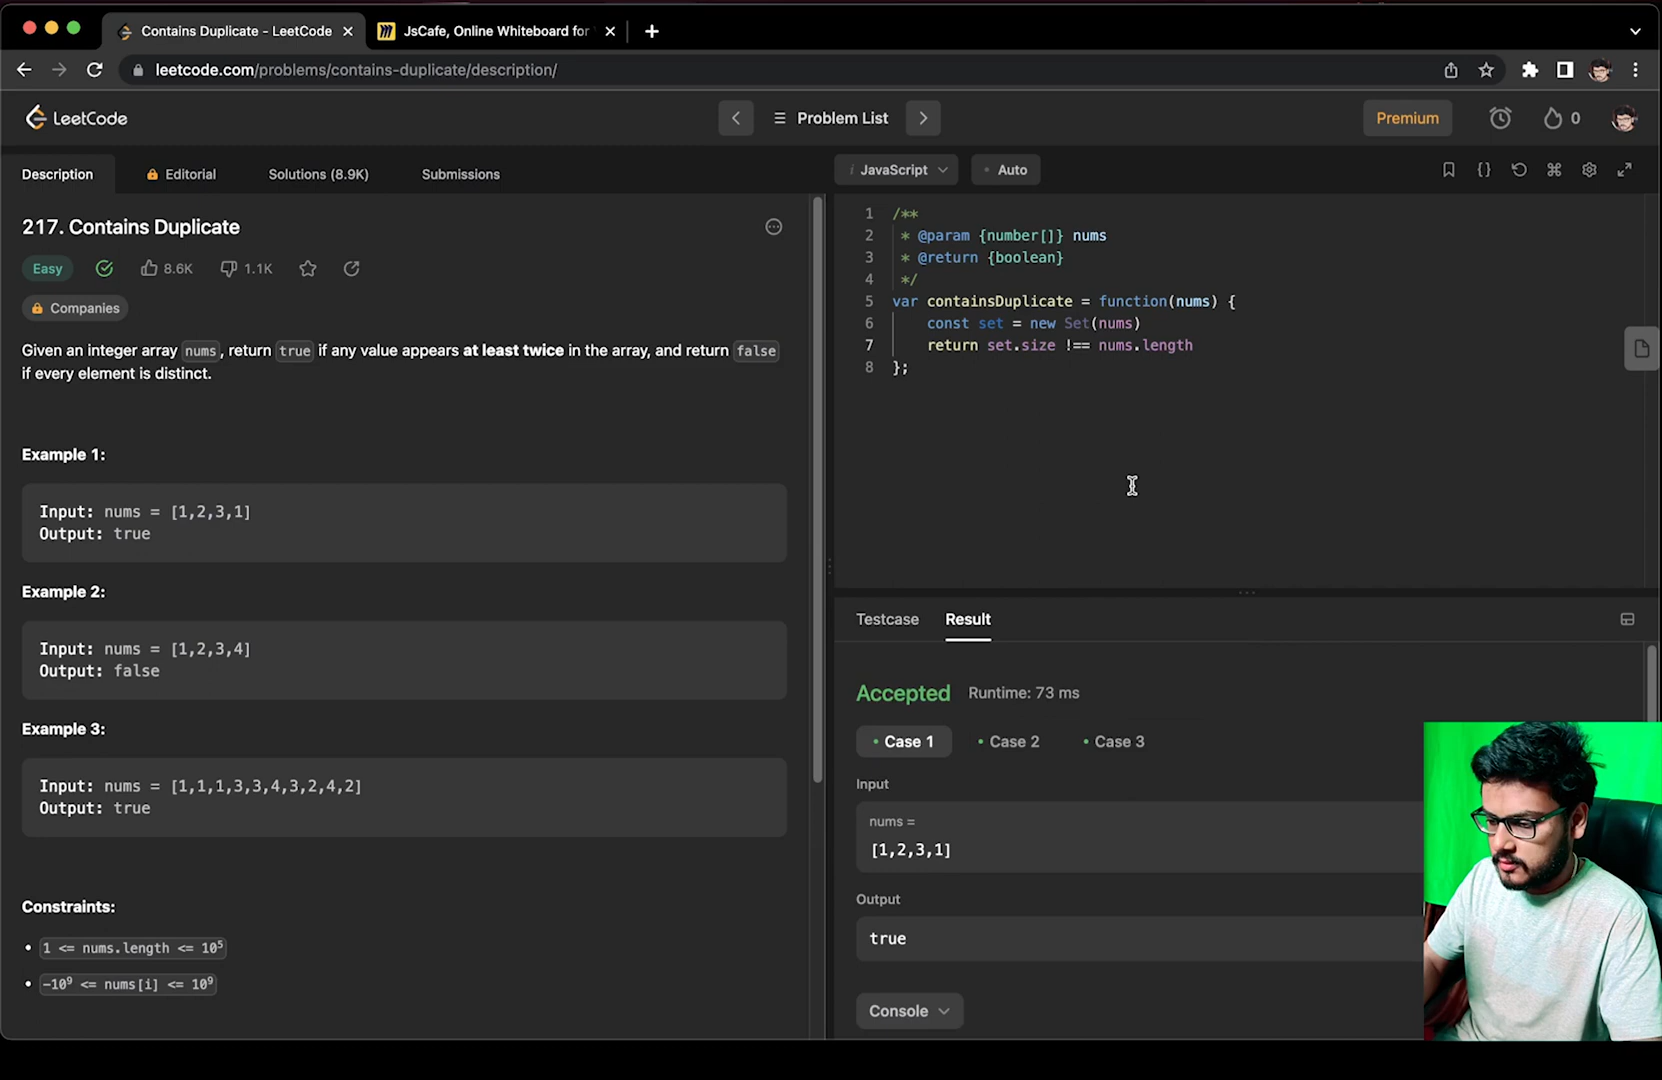 Contains Duplicate - LeetCode
JsCafe, Online Whiteboard for
leetcode.com/problems/contains-duplicate/description/
LeetCode
Problem List
Premium
0
Description
Editorial
Solutions (8.9K)
Submissions
i JavaScript
• Auto
217. Contains Duplicate
Easy
8.6K
1.1K
Companies
Given an integer array nums, return true if any value appears at least twice in the array, and return false
if every element is distinct.
Example 1:
Input: nums = [1,2,3,1]
Output: true
Example 2:
Input: nums = [1,2,3,4]
Output: false
Example 3:
Input: nums = [1,1,1,3,3,4,3,2,4,2]
Output: true
Constraints:
• 1 <= nums.length <= 10⁵
• -10⁹ <= nums[i] <= 10⁹
1 /**
2 * @param {number[]} nums
3 * @return {boolean}
4 */
5 var containsDuplicate = function(nums) {
6 const set = new Set(nums)
7 return set.size !== nums.length
8 };
Testcase
Result
Accepted
Runtime: 73 ms
• Case 1
• Case 2
• Case 3
Input
nums =
[1,2,3,1]
Output
true
Console